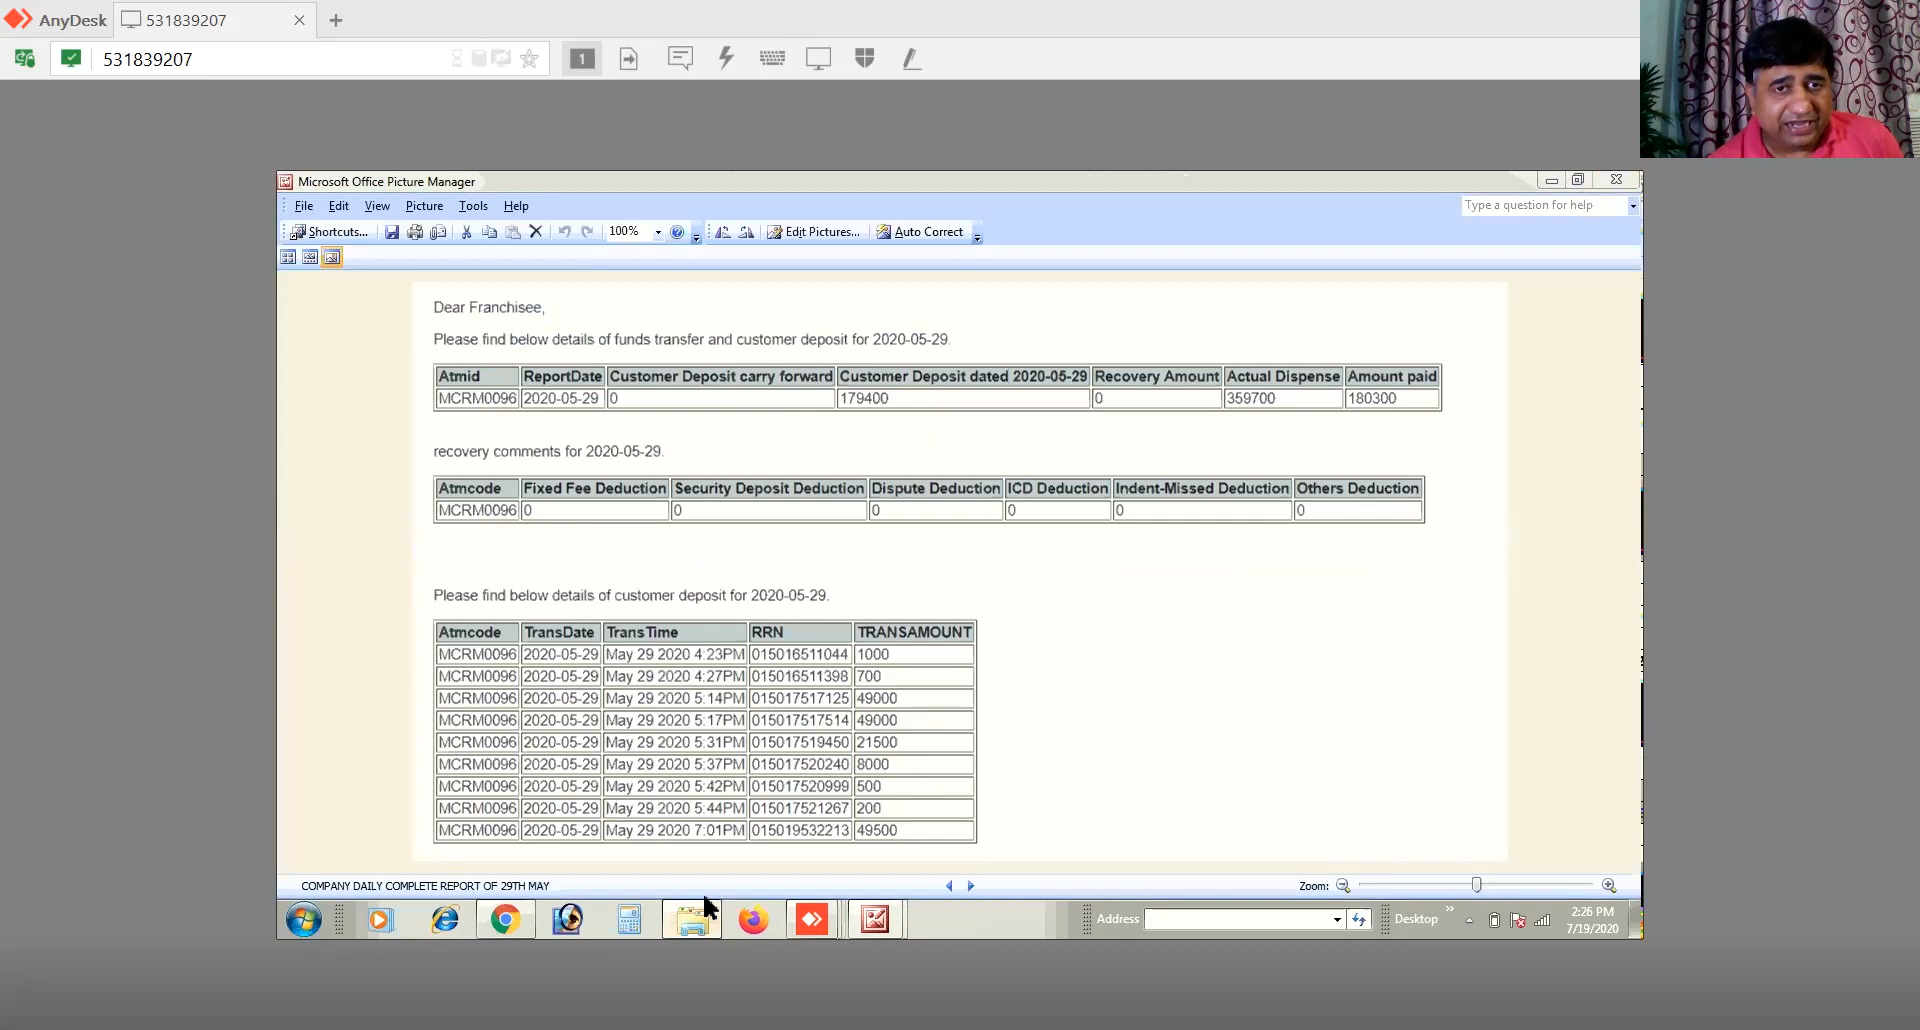 AnyDesk 531839207
531839207 1
Microsoft Office Picture Manager
File Edit View Picture Tools Help Type a question for help
Shortcuts... 100% Edit Pictures... Auto Correct
Dear Franchisee,
Please find below details of funds transfer and customer deposit for 2020-05-29.
Atmid ReportDate Customer Deposit carry forward Customer Deposit dated 2020-05-29 Recovery Amount Actual Dispense Amount paid
MCRM0096 2020-05-29 0 179400 0 359700 180300
recovery comments for 2020-05-29.
Atmcode Fixed Fee Deduction Security Deposit Deduction Dispute Deduction ICD Deduction Indent-Missed Deduction Others Deduction
MCRM0096 0 0 0 0 0 0
Please find below details of customer deposit for 2020-05-29.
Atmcode TransDate TransTime RRN TRANSAMOUNT
MCRM0096 2020-05-29 May 29 2020 4:23PM 015016511044 1000
MCRM0096 2020-05-29 May 29 2020 4:27PM 015016511398 700
MCRM0096 2020-05-29 May 29 2020 5:14PM 015017517125 49000
MCRM0096 2020-05-29 May 29 2020 5:17PM 015017517514 49000
MCRM0096 2020-05-29 May 29 2020 5:31PM 015017519450 21500
MCRM0096 2020-05-29 May 29 2020 5:37PM 015017520240 8000
MCRM0096 2020-05-29 May 29 2020 5:42PM 015017520999 500
MCRM0096 2020-05-29 May 29 2020 5:44PM 015017521267 200
MCRM0096 2020-05-29 May 29 2020 7:01PM 015019532213 49500
COMPANY DAILY COMPLETE REPORT OF 29TH MAY Zoom:
Address Desktop 2:26 PM
7/19/2020